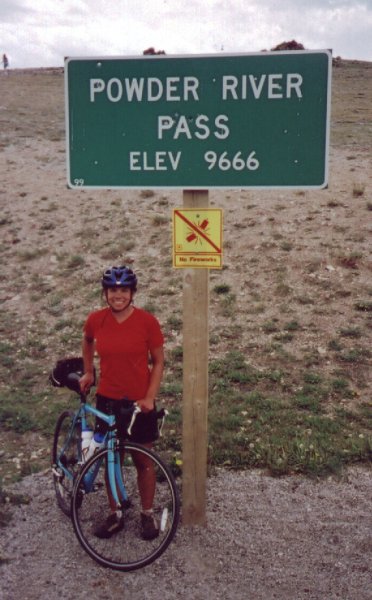 POWDER RIVER
PASS
ELEV 9666
99
No Fireworks